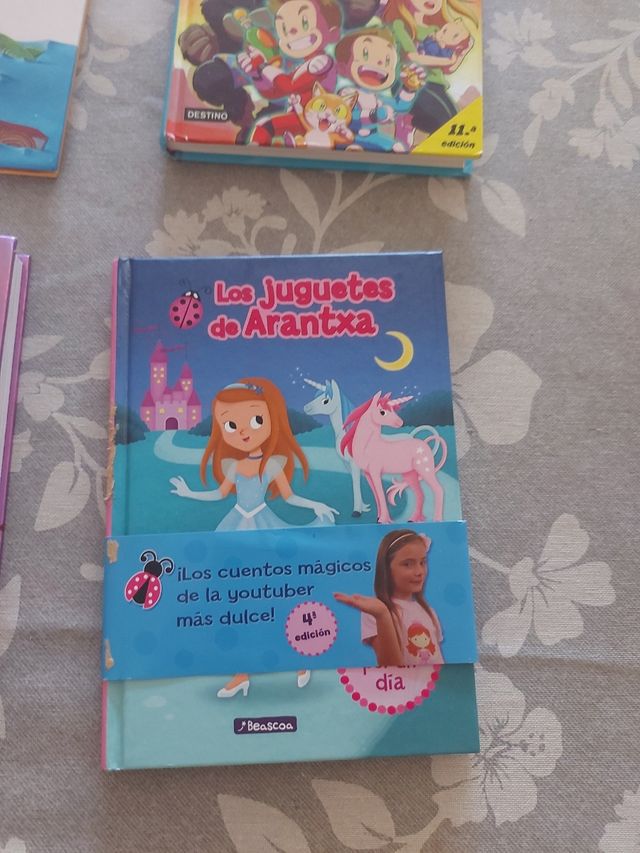 DESTINO
11.ª
edición
Los juguetes
de Arantxa
¡Los cuentos mágicos
de la youtuber
más dulce!
4ª
edición
día
Beascoa